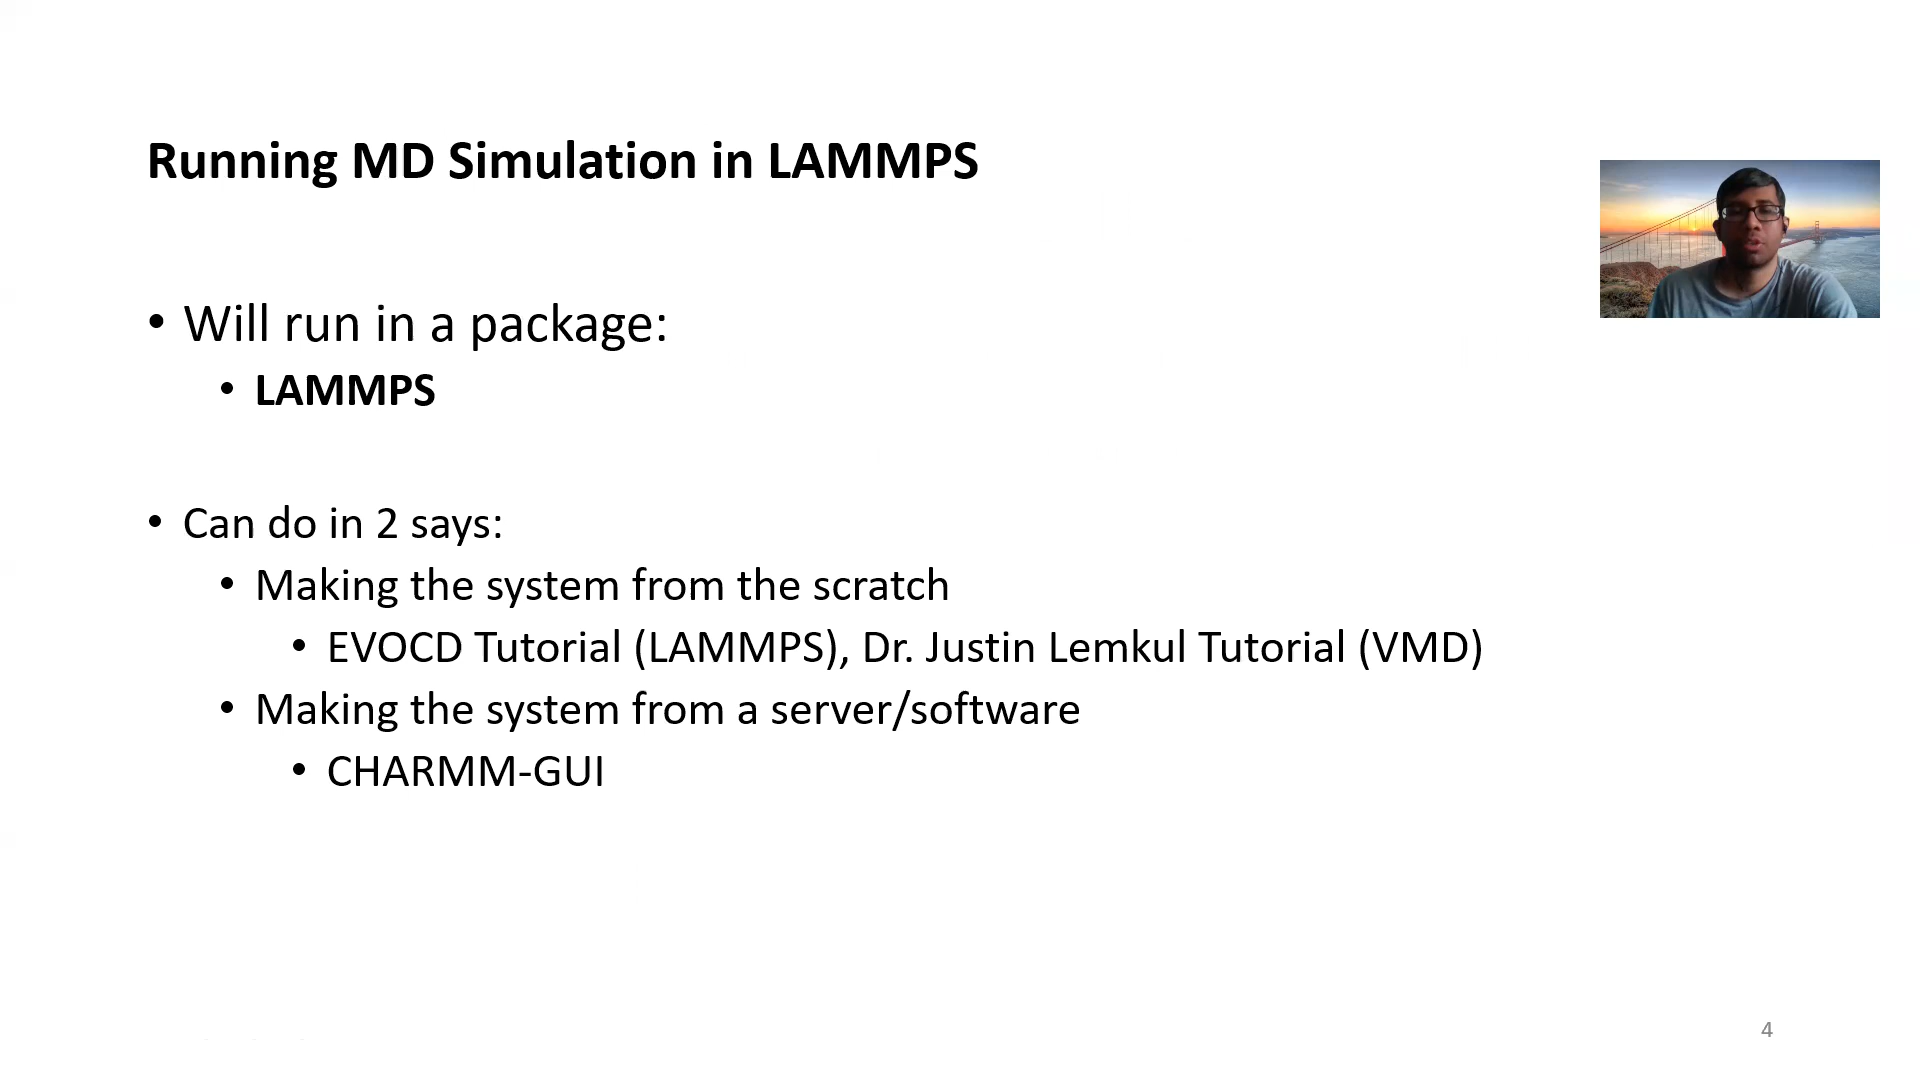 Running MD Simulation in LAMMPS
• Will run in a package:
• LAMMPS
• Can do in 2 says:
• Making the system from the scratch
• EVOCD Tutorial (LAMMPS), Dr. Justin Lemkul Tutorial (VMD)
• Making the system from a server/software
• CHARMM-GUI
4